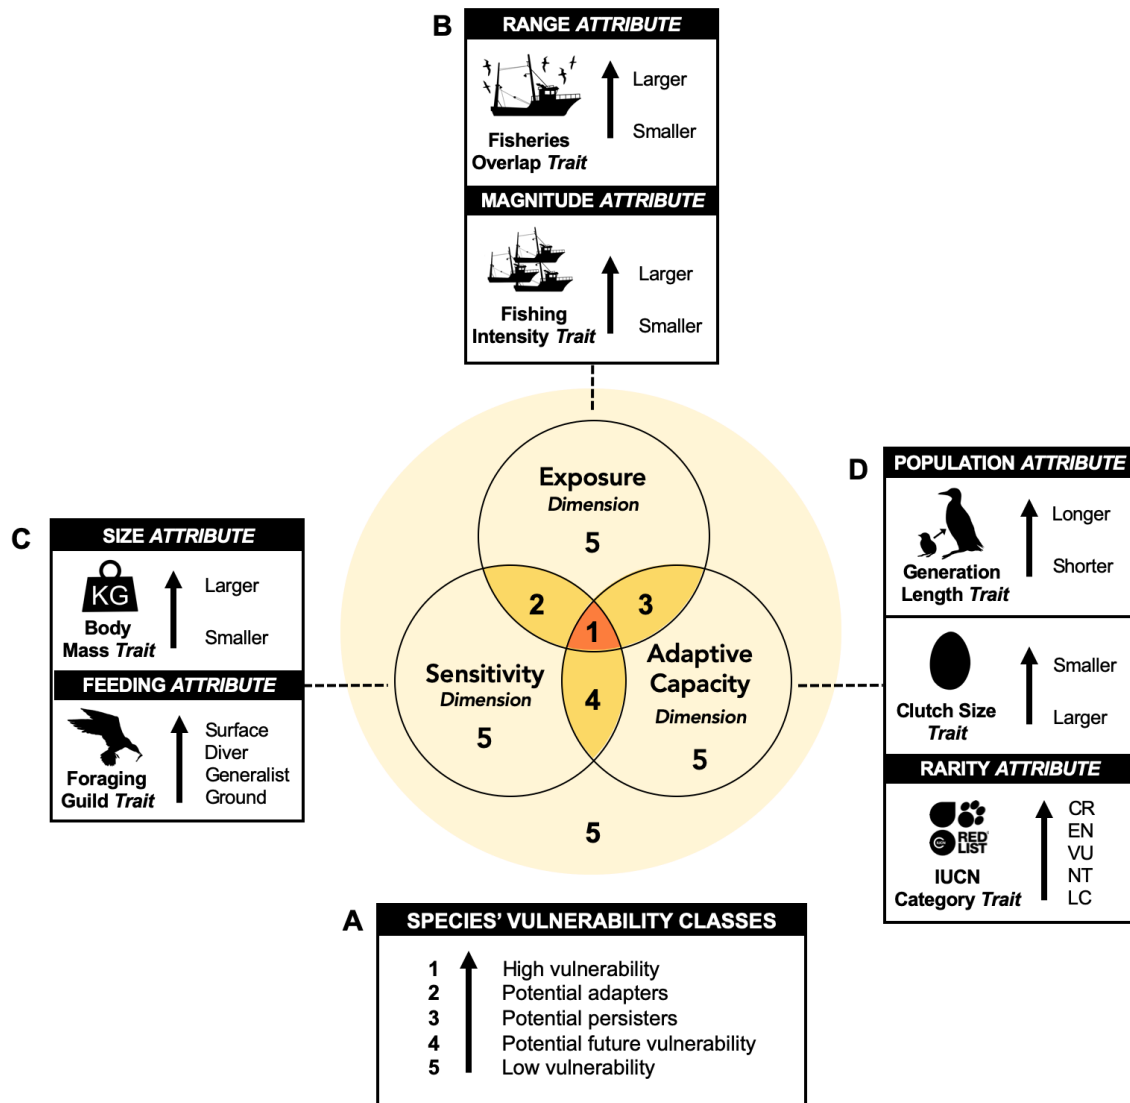 B
RANGE ATTRIBUTE
Larger
Smaller
Fisheries
Overlap Trait
MAGNITUDE ATTRIBUTE
Larger
Smaller
Fishing
Intensity Trait
Exposure
Dimension
5
2
3
1
Sensitivity
Dimension
5
Adaptive
Capacity
Dimension
5
4
5
C
SIZE ATTRIBUTE
KG
Larger
Smaller
Body
Mass Trait
FEEDING ATTRIBUTE
Surface
Diver
Generalist
Ground
Foraging
Guild Trait
D
POPULATION ATTRIBUTE
Longer
Shorter
Generation
Length Trait
Smaller
Larger
Clutch Size
Trait
RARITY ATTRIBUTE
RED
LIST
IUCN
Category Trait
CR
EN
VU
NT
LC
A
SPECIES’ VULNERABILITY CLASSES
1 High vulnerability
2 Potential adapters
3 Potential persisters
4 Potential future vulnerability
5 Low vulnerability